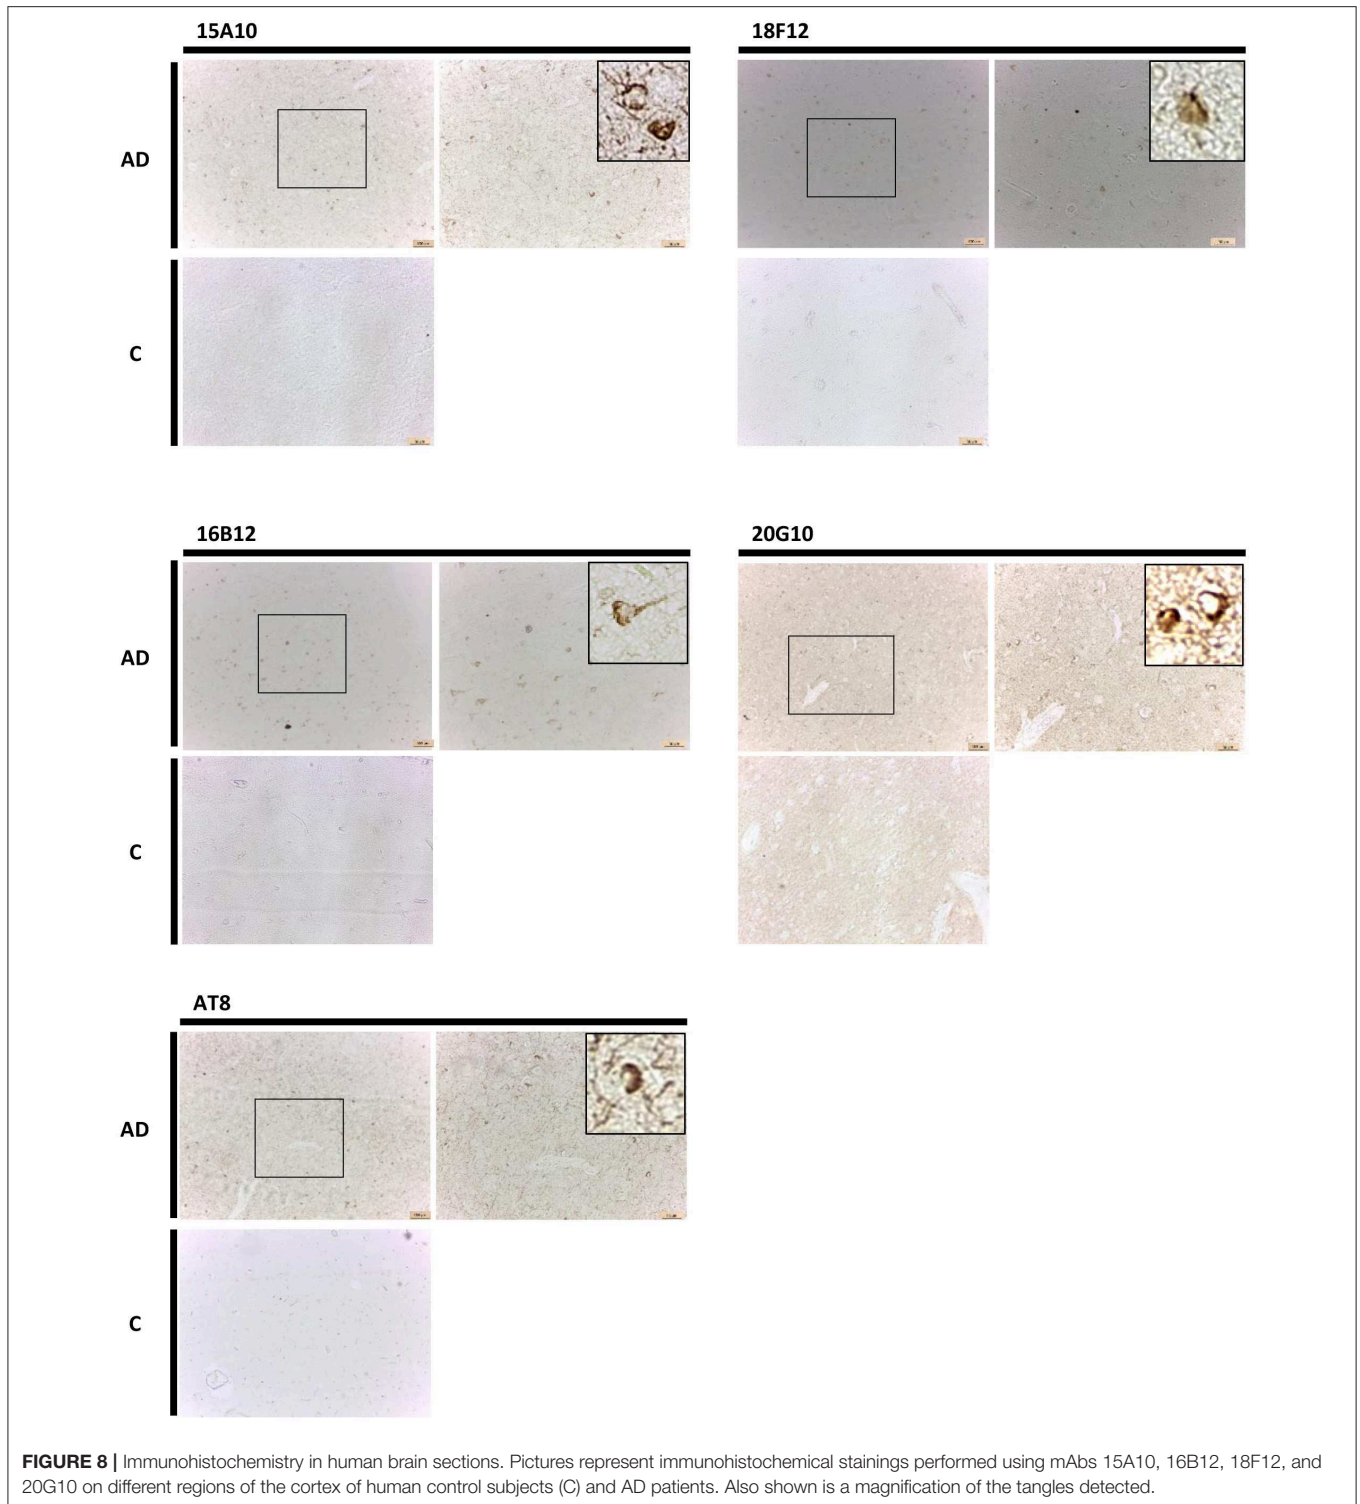 15A10
18F12
AD
C
16B12
20G10
AD
C
AT8
AD
C
FIGURE 8 | Immunohistochemistry in human brain sections. Pictures represent immunohistochemical stainings performed using mAbs 15A10, 16B12, 18F12, and
20G10 on different regions of the cortex of human control subjects (C) and AD patients. Also shown is a magnification of the tangles detected.